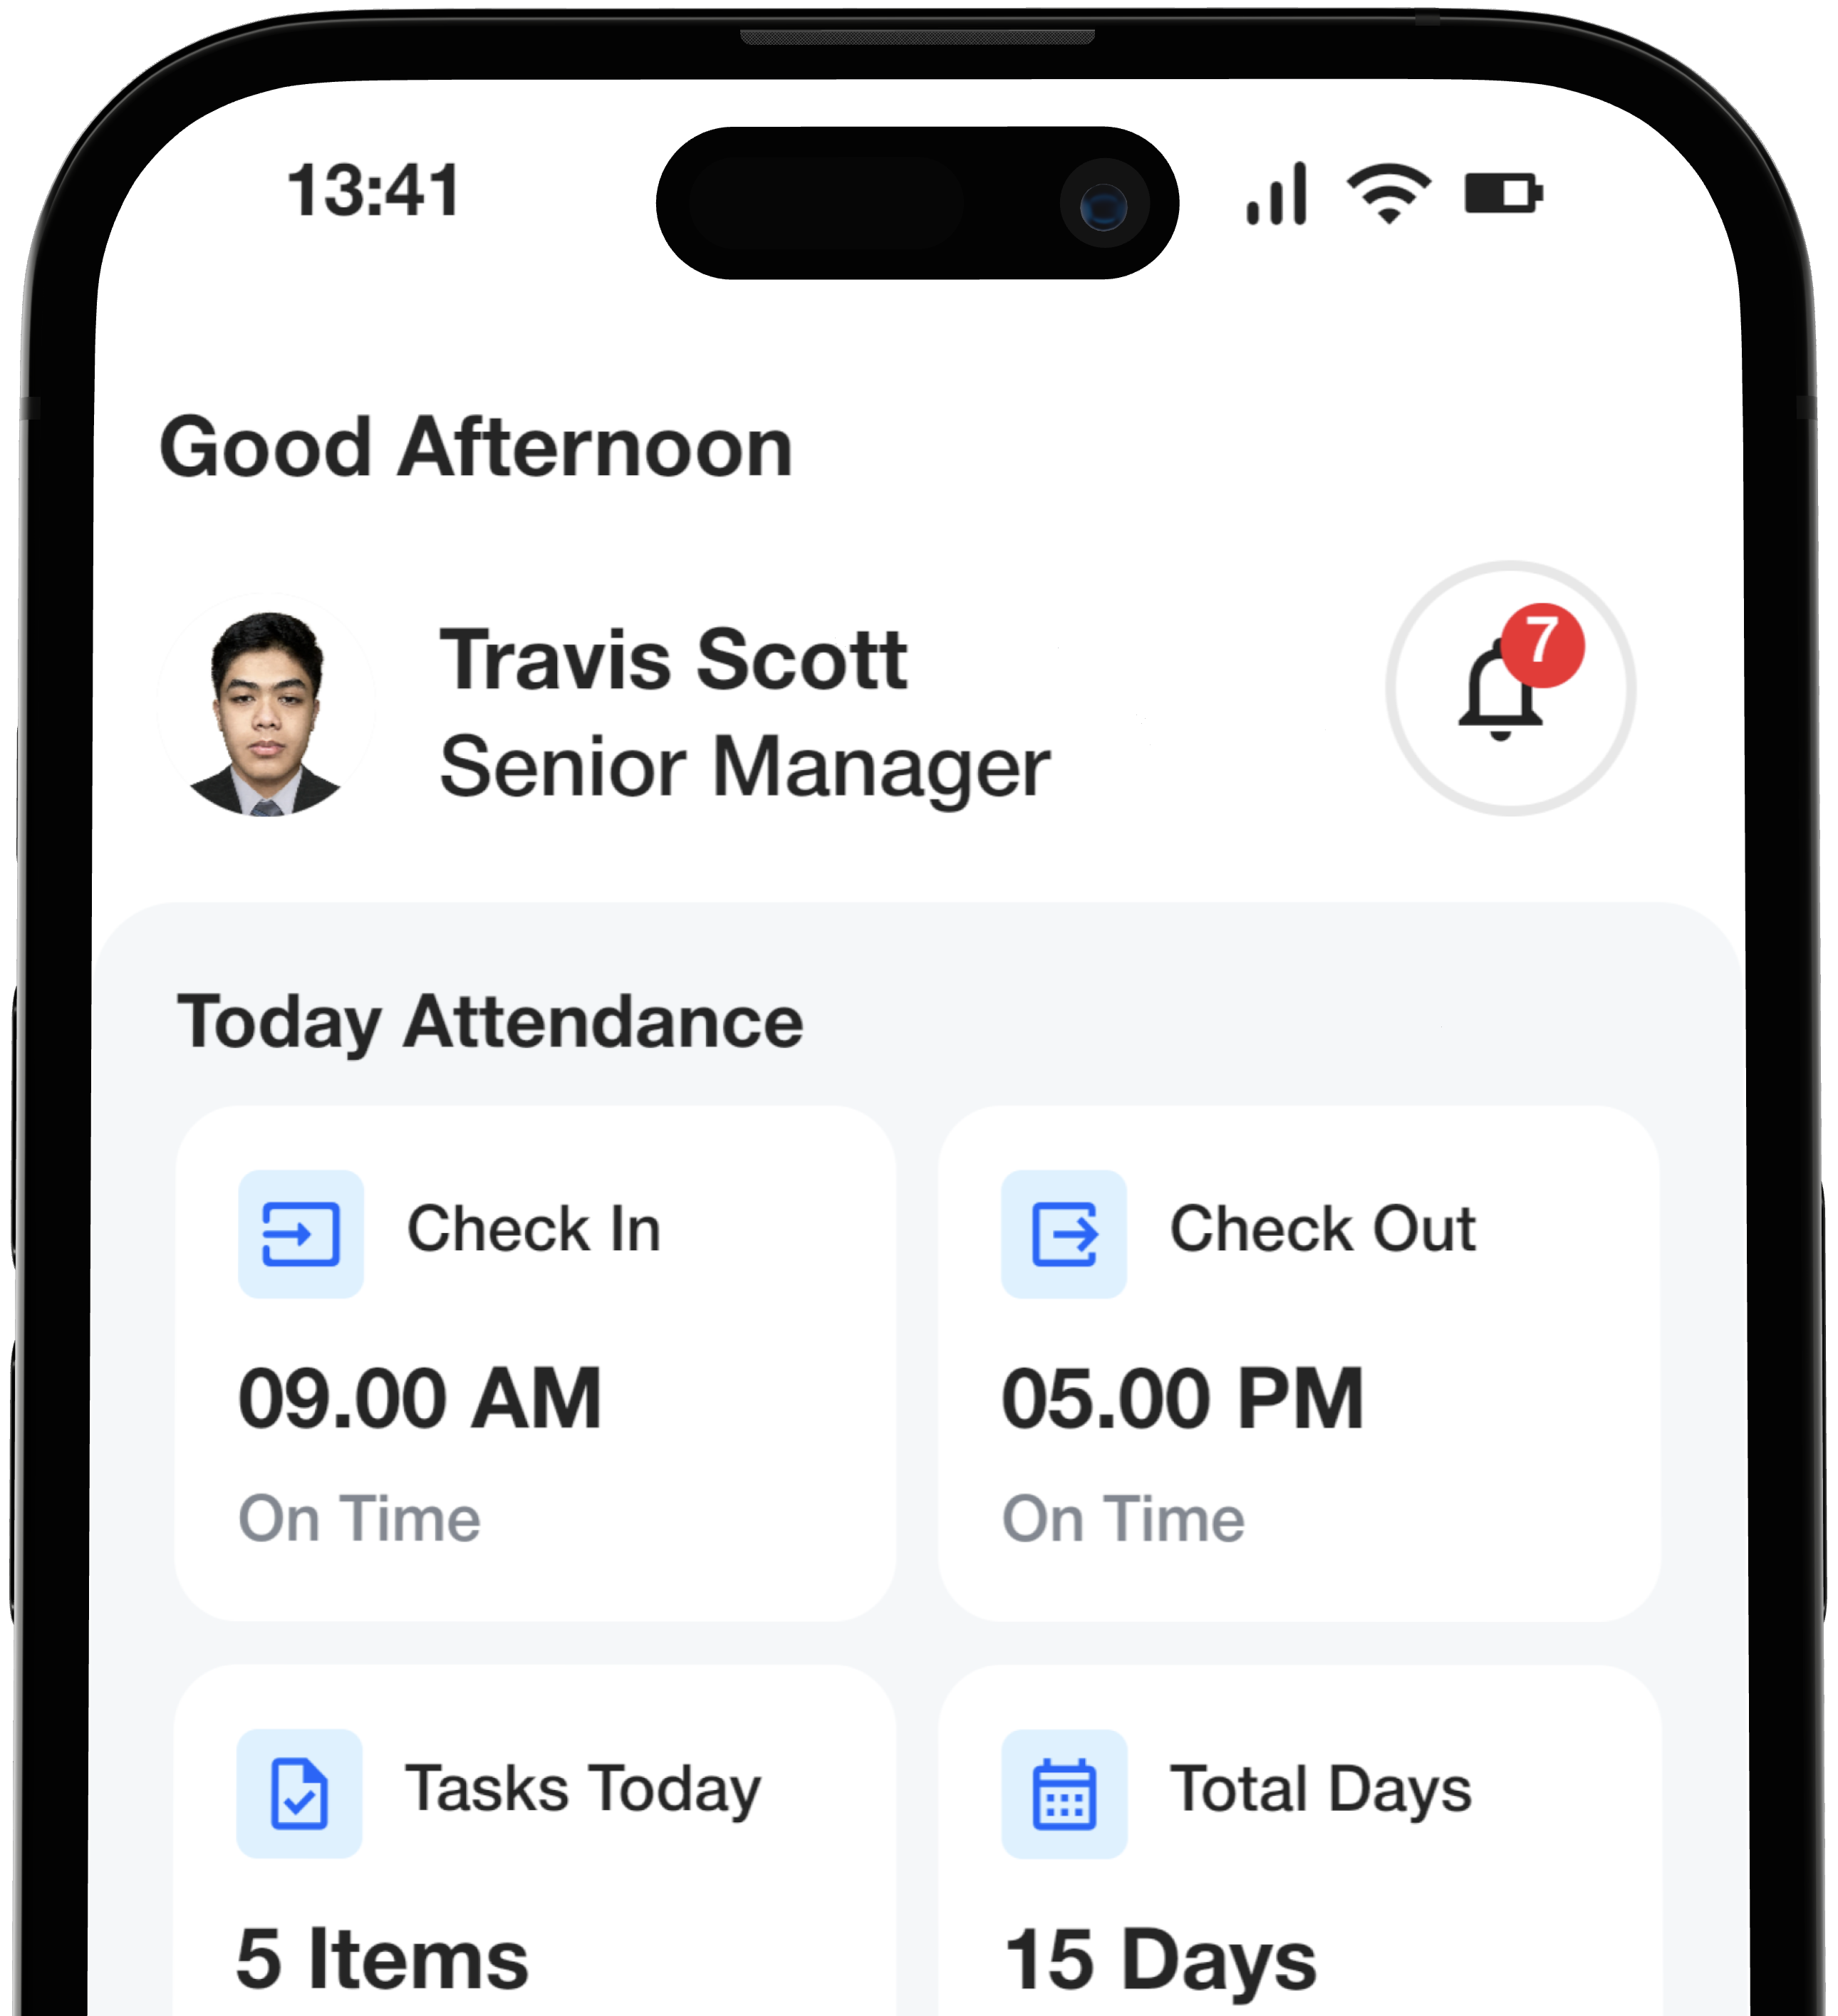 13:41
Good Afternoon
Travis Scott
7
Senior Manager
Today Attendance
Check In
Check Out
09.00 AM
05.00 PM
On Time
On Time
Tasks Today
Total Days
5 Items
15 Days